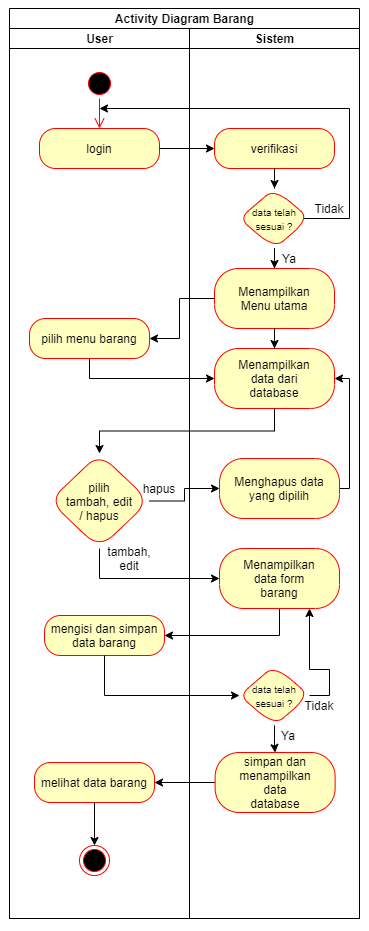 Activity Diagram Barang
User
Sistem
login
verifikasi
data telah
sesuai ?
Tidak
Ya
Menampilkan
Menu utama
pilih menu barang
Menampilkan
data dari
database
pilih
tambah, edit
/ hapus
hapus
Menghapus data
yang dipilih
tambah,
edit
Menampilkan
data form
barang
mengisi dan simpan
data barang
data telah
sesuai ?
Tidak
Ya
simpan dan
menampilkan
data
database
melihat data barang